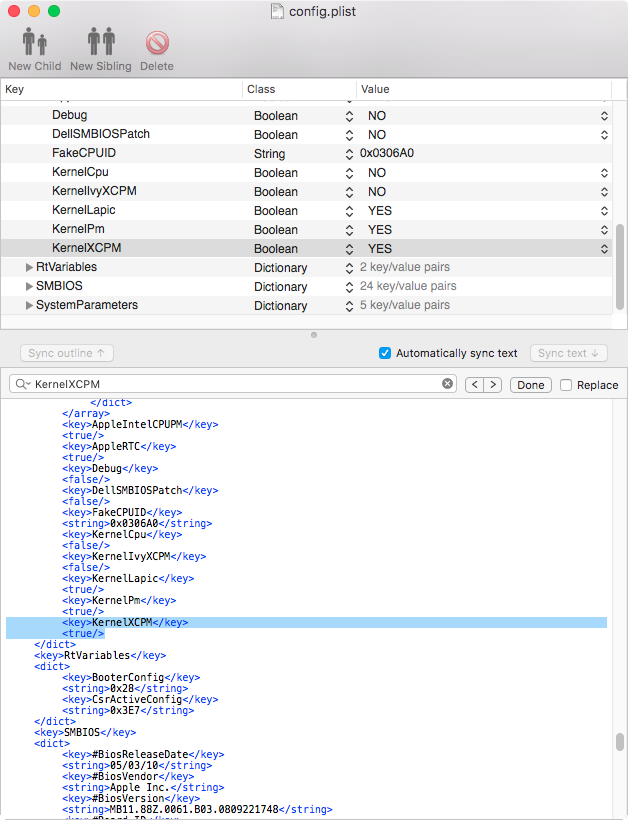 config.plist
New Child New Sibling Delete
Key Class Value
Debug Boolean NO
DellSMBIOSPatch Boolean NO
FakeCPUID String 0x0306A0
KernelCpu Boolean NO
KernelIvyXCPM Boolean NO
KernelLapic Boolean YES
KernelPm Boolean YES
KernelXCPM Boolean YES
RtVariables Dictionary 2 key/value pairs
SMBIOS Dictionary 24 key/value pairs
SystemParameters Dictionary 5 key/value pairs
Sync outline ↑ Automatically sync text Sync text ↓
KernelXCPM < > Done Replace
</dict>
</array>
<key>AppleIntelCPUPM</key>
<true/>
<key>AppleRTC</key>
<true/>
<key>Debug</key>
<false/>
<key>DellSMBIOSPatch</key>
<false/>
<key>FakeCPUID</key>
<string>0x0306A0</string>
<key>KernelCpu</key>
<false/>
<key>KernelIvyXCPM</key>
<false/>
<key>KernelLapic</key>
<true/>
<key>KernelPm</key>
<true/>
<key>KernelXCPM</key>
<true/>
</dict>
<key>RtVariables</key>
<dict>
<key>BooterConfig</key>
<string>0x28</string>
<key>CsrActiveConfig</key>
<string>0x3E7</string>
</dict>
<key>SMBIOS</key>
<dict>
<key>#BiosReleaseDate</key>
<string>05/03/10</string>
<key>#BiosVendor</key>
<string>Apple Inc.</string>
<key>#BiosVersion</key>
<string>MB11.88Z.0061.B03.0809221748</string>